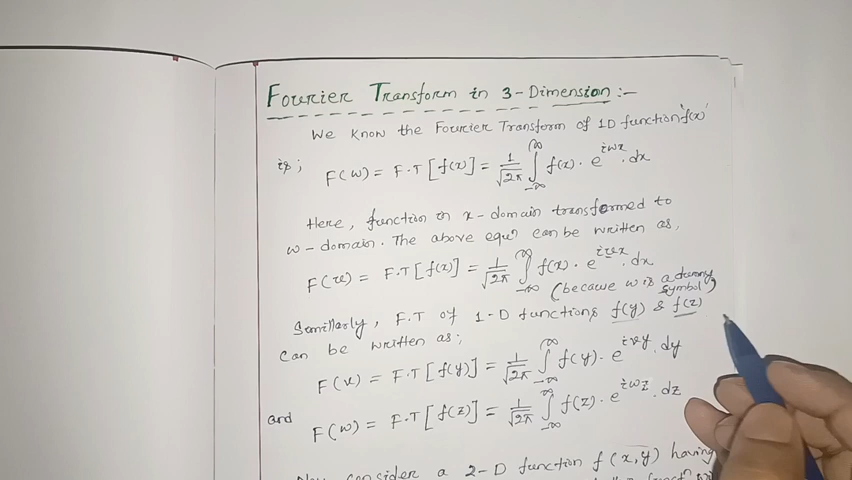 Fourier Transform in 3-Dimension :-
We Know the Fourier Transform of 1D function 'f(x)'
is; F(w) = F.T [f(x)] = 1/√2π ∫_{-∞}^{∞} f(x). e^{iwx}. dx
Here, function in x-domain transformed to
w-domain. The above equⁿ can be written as,
F(u) = F.T [f(x)] = 1/√2π ∫_{-∞}^{∞} f(x). e^{iux}. dx
(because w is a dummy symbol)
Similarly, F.T of 1-D functions f(y) & f(z)
can be written as;
F(v) = F.T [f(y)] = 1/√2π ∫_{-∞}^{∞} f(y). e^{ivy}. dy
and F(w) = F.T [f(z)] = 1/√2π ∫_{-∞}^{∞} f(z). e^{iwz}. dz
consider a 2-D function f(x,y) having